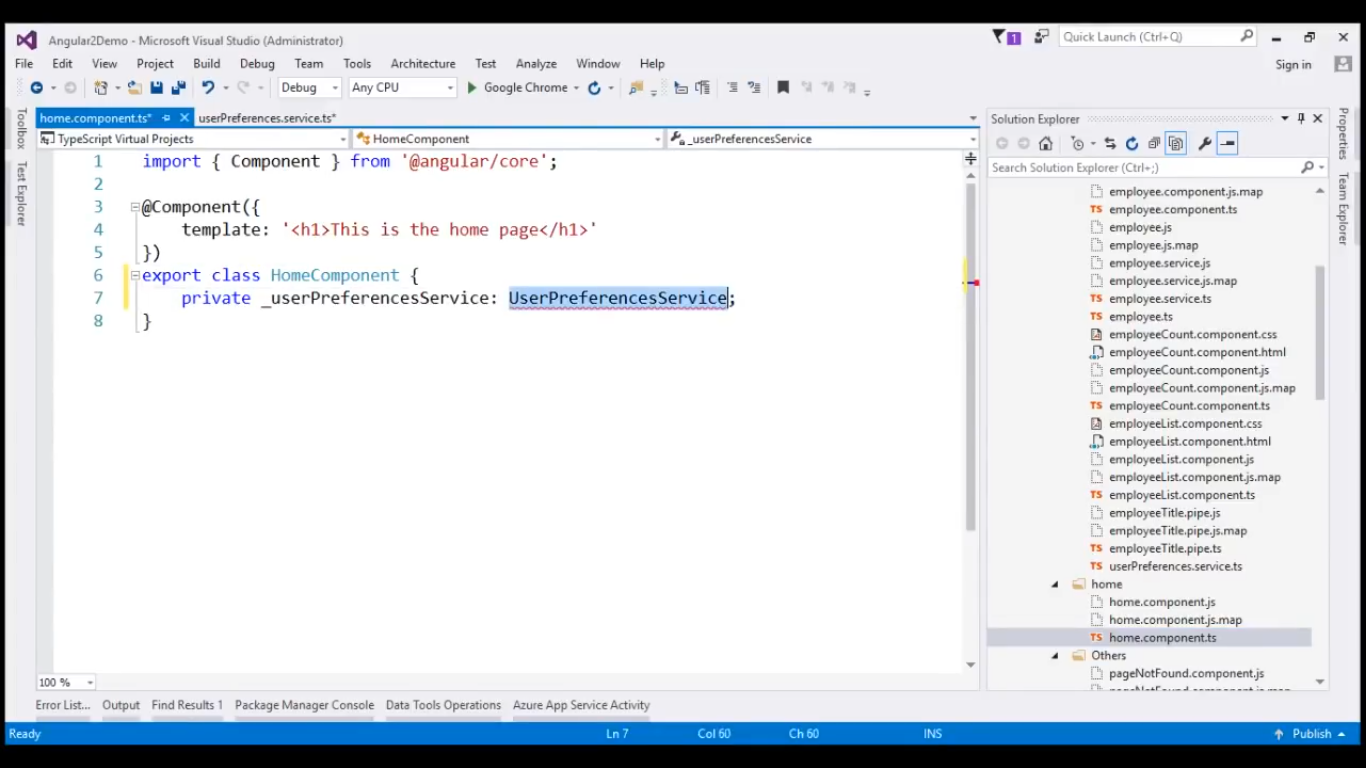 Angular2Demo - Microsoft Visual Studio (Administrator)
1
Quick Launch (Ctrl+Q)
File Edit View Project Build Debug Team Tools Architecture Test Analyze Window Help
Sign in
Debug Any CPU Google Chrome
home.component.ts* userPreferences.service.ts*
TypeScript Virtual Projects HomeComponent _userPreferencesService
Toolbox
Test Explorer
1 import { Component } from '@angular/core';
2
3 @Component({
4 template: '<h1>This is the home page</h1>'
5 })
6 export class HomeComponent {
7 private _userPreferencesService: UserPreferencesService;
8 }
100 %
Solution Explorer
Search Solution Explorer (Ctrl+;)
employee.component.js.map
TS employee.component.ts
employee.js
employee.js.map
employee.service.js
employee.service.js.map
TS employee.service.ts
TS employee.ts
employeeCount.component.css
employeeCount.component.html
employeeCount.component.js
employeeCount.component.js.map
TS employeeCount.component.ts
employeeList.component.css
employeeList.component.html
employeeList.component.js
employeeList.component.js.map
TS employeeList.component.ts
employeeTitle.pipe.js
employeeTitle.pipe.js.map
TS employeeTitle.pipe.ts
TS userPreferences.service.ts
home
home.component.js
home.component.js.map
TS home.component.ts
Others
pageNotFound.component.js
Properties
Team Explorer
Error List... Output Find Results 1 Package Manager Console Data Tools Operations Azure App Service Activity
Ready Ln 7 Col 60 Ch 60 INS Publish